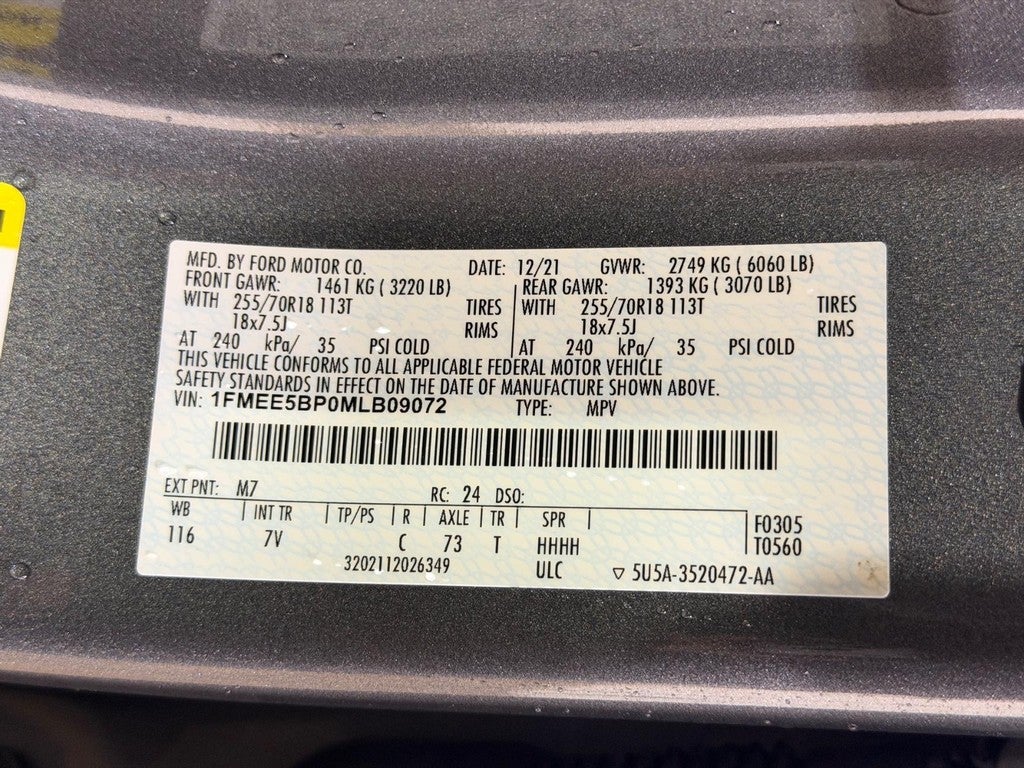 MFD. BY FORD MOTOR CO. DATE: 12/21 GVWR: 2749 KG ( 6060 LB)
FRONT GAWR: 1461 KG ( 3220 LB) REAR GAWR: 1393 KG ( 3070 LB)
WITH 255/70R18 113T TIRES WITH 255/70R18 113T TIRES
18x7.5J RIMS 18x7.5J RIMS
AT 240 kPa/ 35 PSI COLD AT 240 kPa/ 35 PSI COLD
THIS VEHICLE CONFORMS TO ALL APPLICABLE FEDERAL MOTOR VEHICLE
SAFETY STANDARDS IN EFFECT ON THE DATE OF MANUFACTURE SHOWN ABOVE.
VIN: 1FMEE5BP0MLB09072 TYPE: MPV
EXT PNT: M7 RC: 24 DSO:
WB INT TR TP/PS R AXLE TR SPR F0305
116 7V C 73 T HHHH T0560
3202112026349 ULC 5U5A-3520472-AA